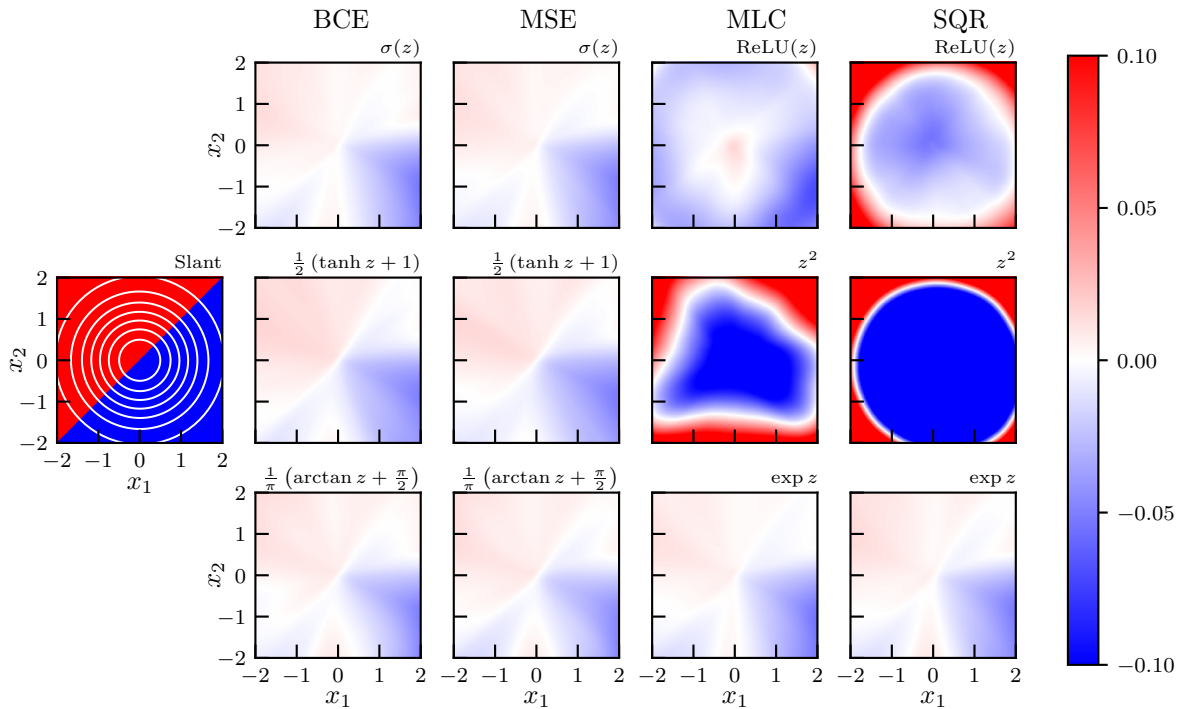 BCE MSE MLC SQR
σ(z) σ(z) ReLU(z) ReLU(z)
2 0.10
1
x₂ 0 0.05
−1
−2
Slant ½ (tanh z + 1) ½ (tanh z + 1) z² z²
2
1
x₂ 0 0.00
−1
−2
−2 −1 0 1 2
x₁
1/π (arctan z + π/2) 1/π (arctan z + π/2) exp z exp z
2
1 −0.05
x₂ 0
−1
−2 −0.10
−2 −1 0 1 2 −2 −1 0 1 2 −2 −1 0 1 2 −2 −1 0 1 2
x₁ x₁ x₁ x₁